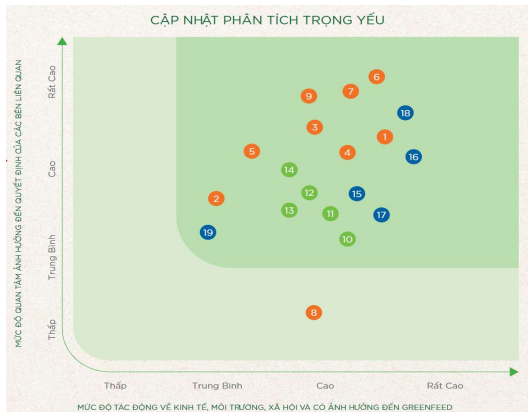 CẬP NHẬT PHÂN TÍCH TRỌNG YẾU
MỨC ĐỘ QUAN TÂM ẢNH HƯỞNG ĐẾN QUYẾT ĐỊNH CỦA CÁC BÊN LIÊN QUAN
Rất Cao
Cao
Trung Bình
Thấp
6
7
9
18
3
1
4
5
16
14
12
15
2
13
11
17
19
10
8
Thấp
Trung Bình
Cao
Rất Cao
MỨC ĐỘ TÁC ĐỘNG VỀ KINH TẾ, MÔI TRƯỜNG, XÃ HỘI VÀ CÓ ẢNH HƯỞNG ĐẾN GREENFEED